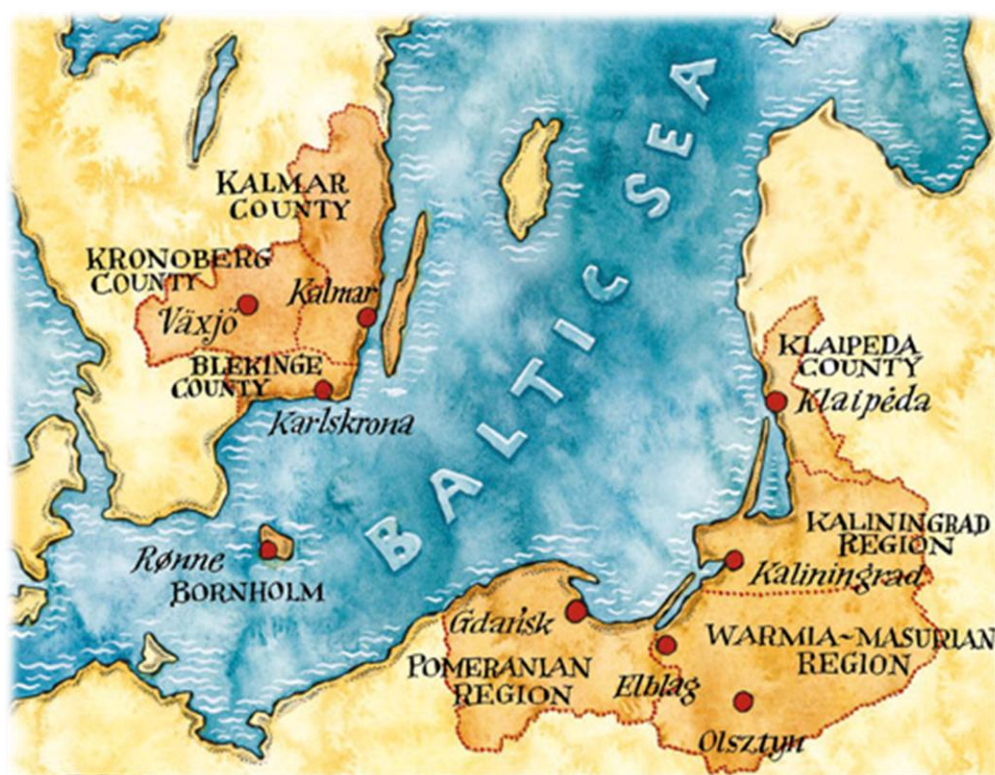 BALTIC SEA
KALMAR
COUNTY
KRONOBERG
COUNTY
Kalmar
Växjö
BLEKINGE
COUNTY
Karlskrona
KLAIPEDA
COUNTY
Klaipėda
Rønne
BORNHOLM
KALININGRAD
REGION
Kaliningrad
Gdańsk
POMERANIAN
REGION
Elbląg
WARMIA~MASURIAN
REGION
Olsztyn